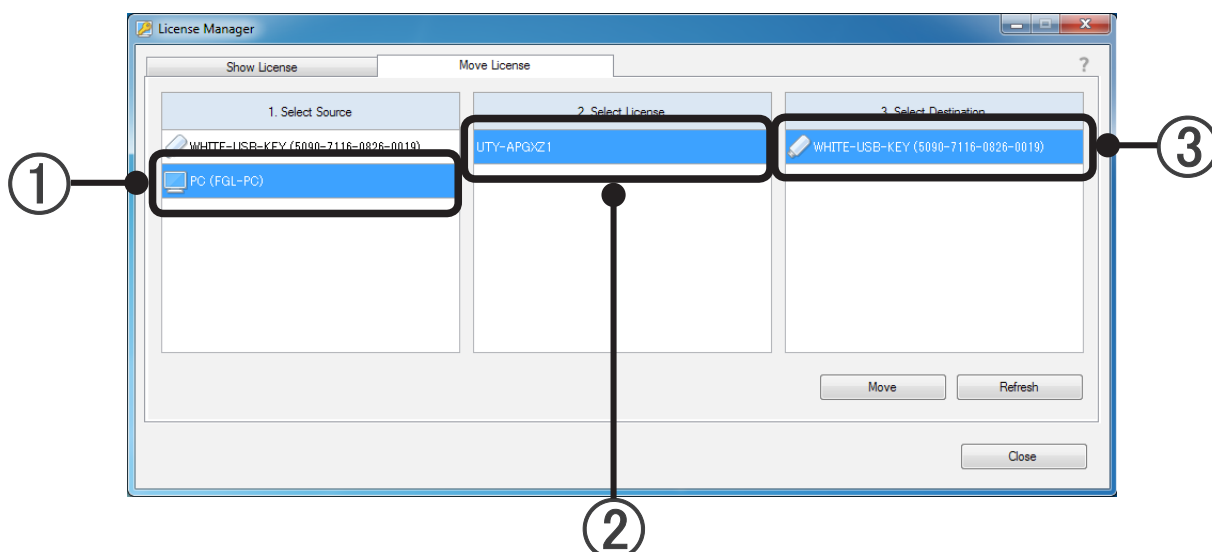 License Manager
Show License
Move License
?
1. Select Source
2. Select License
3. Select Destination
WHITE-USB-KEY (5090-7116-0826-0019)
PC (FGL-PC)
UTY-APGXZ1
WHITE-USB-KEY (5090-7116-0826-0019)
①
②
③
Move
Refresh
Close